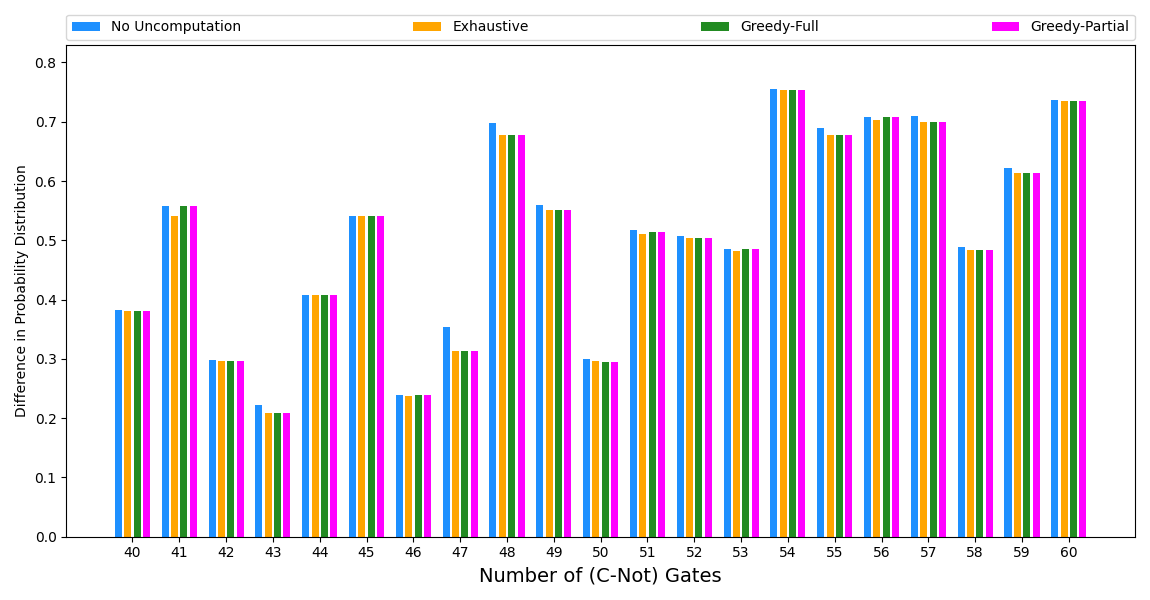 No Uncomputation Exhaustive Greedy-Full Greedy-Partial
0.8
0.7
0.6
0.5
0.4
0.3
0.2
0.1
0.0
Difference in Probability Distribution
40 41 42 43 44 45 46 47 48 49 50 51 52 53 54 55 56 57 58 59 60
Number of (C-Not) Gates